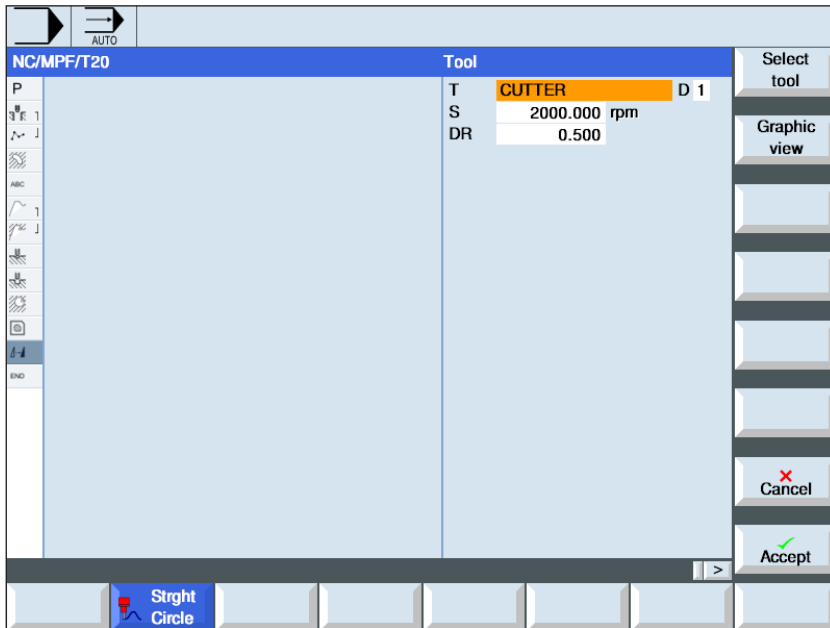 AUTO
NC/MPF/T20
Tool
Select
tool
P
T CUTTER D 1
S 2000.000 rpm
DR 0.500
Graphic
view
ABC
END
Cancel
Accept
>
Strght
Circle